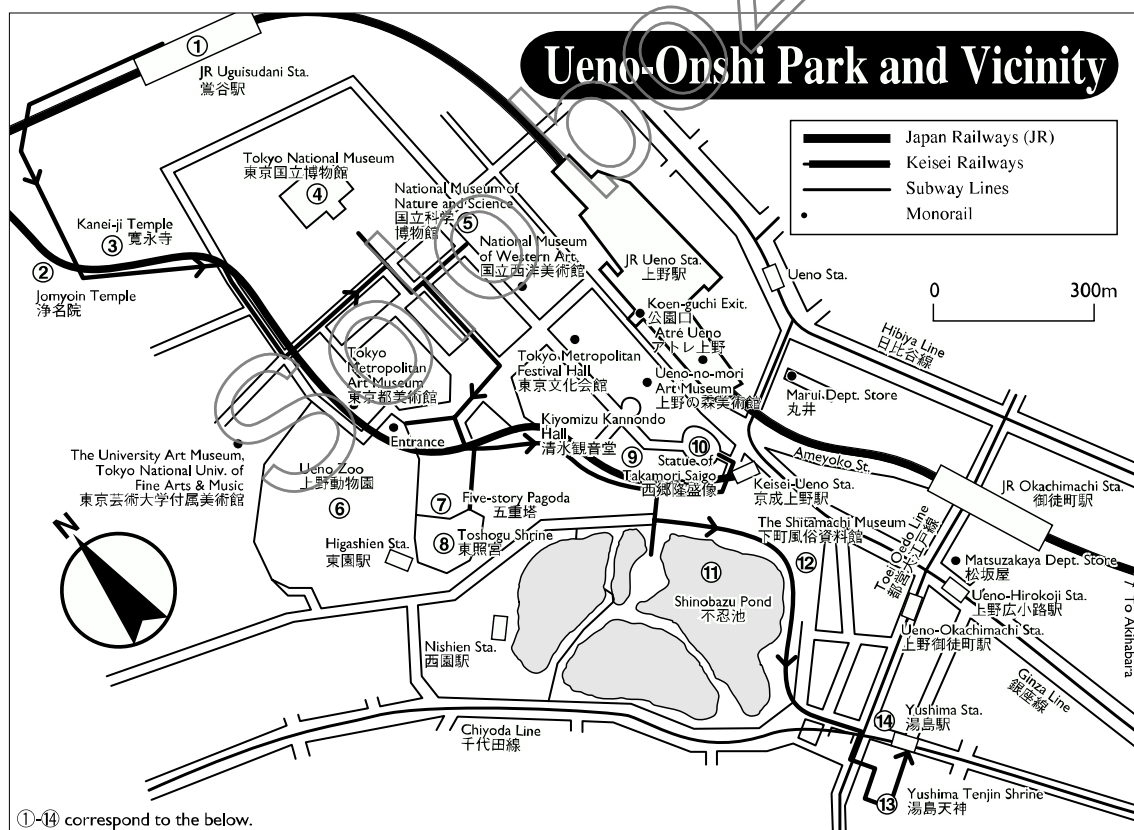 Ueno-Onshi Park and Vicinity
①
JR Uguisudani Sta.
鶯谷駅
Japan Railways (JR)
Keisei Railways
Subway Lines
Monorail
0 300m
Tokyo National Museum
東京国立博物館
④
National Museum of
Nature and Science
国立科学
博物館
⑤
National Museum
of Western Art.
国立西洋美術館
Kanei-ji Temple
③ 寛永寺
②
Jomyoin Temple
浄名院
JR Ueno Sta.
上野駅
Ueno Sta.
Koen-guchi Exit.
公園口
Atré Ueno
アトレ上野
Hibiya Line
日比谷線
Tokyo
Metropolitan
Art Museum
東京都美術館
Tokyo Metropolitan
Festival Hall
東京文化会館
Ueno-no-mori
Art Museum
上野の森美術館
Marui Dept. Store
丸井
Entrance
Kiyomizu Kannondo
Hall
清水観音堂
⑨
⑩
Statue of
Takamori Saigo
西郷隆盛像
Ameyoko St.
Keisei-Ueno Sta.
京成上野駅
JR Okachimachi Sta.
御徒町駅
The University Art Museum,
Tokyo National Univ. of
Fine Arts & Music
東京芸術大学付属美術館
Ueno Zoo
上野動物園
⑥
⑦
Five-story Pagoda
五重塔
⑧
Toshogu Shrine
東照宮
Higashien Sta.
東園駅
The Shitamachi Museum
下町風俗資料館
⑫
Toei Oedo Line
都営大江戸線
Matsuzakaya Dept. Store
松坂屋
Ueno-Hirokoji Sta.
上野広小路駅
Ueno-Okachimachi Sta.
上野御徒町駅
To Akihabara
N
⑪
Shinobazu Pond
不忍池
Nishien Sta.
西園駅
Ginza Line
銀座線
Chiyoda Line
千代田線
⑭
Yushima Sta.
湯島駅
⑬
Yushima Tenjin Shrine
湯島天神
①-⑭ correspond to the below.